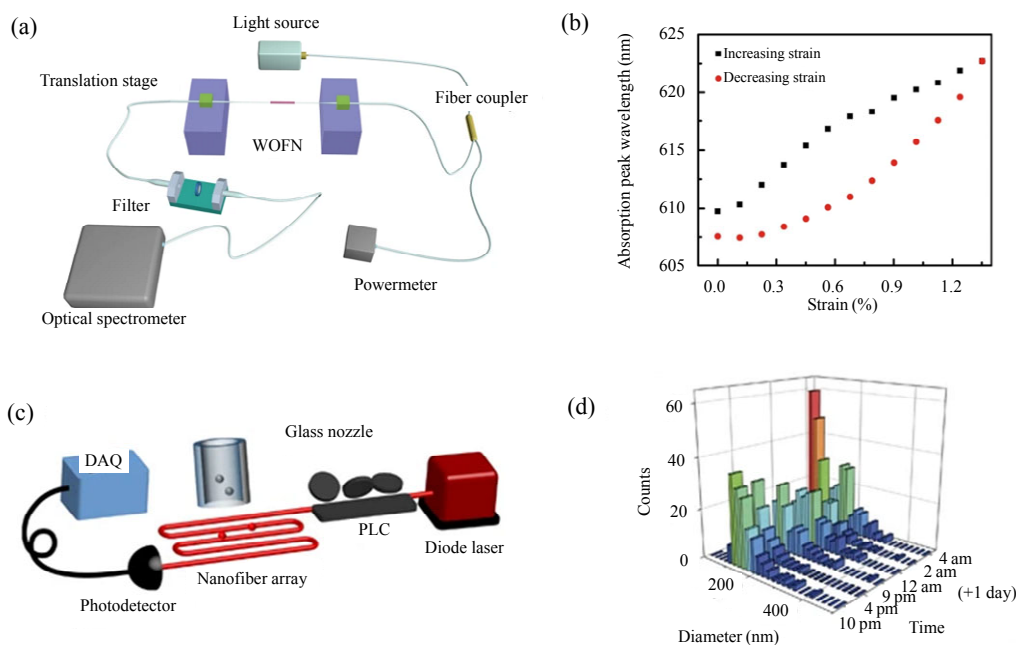 (a)
Light source
Translation stage
Fiber coupler
WOFN
Filter
Powermeter
Optical spectrometer
(b)
Absorption peak wavelength (nm)
625
620
615
610
605
Increasing strain
Decreasing strain
0.0 0.3 0.6 0.9 1.2
Strain (%)
(c)
Glass nozzle
DAQ
PLC
Diode laser
Nanofiber array
Photodetector
(d)
Counts
60
40
20
0
200
400
Diameter (nm)
4 am
2 am
12 am
9 pm
4 pm
10 pm
(+1 day)
Time